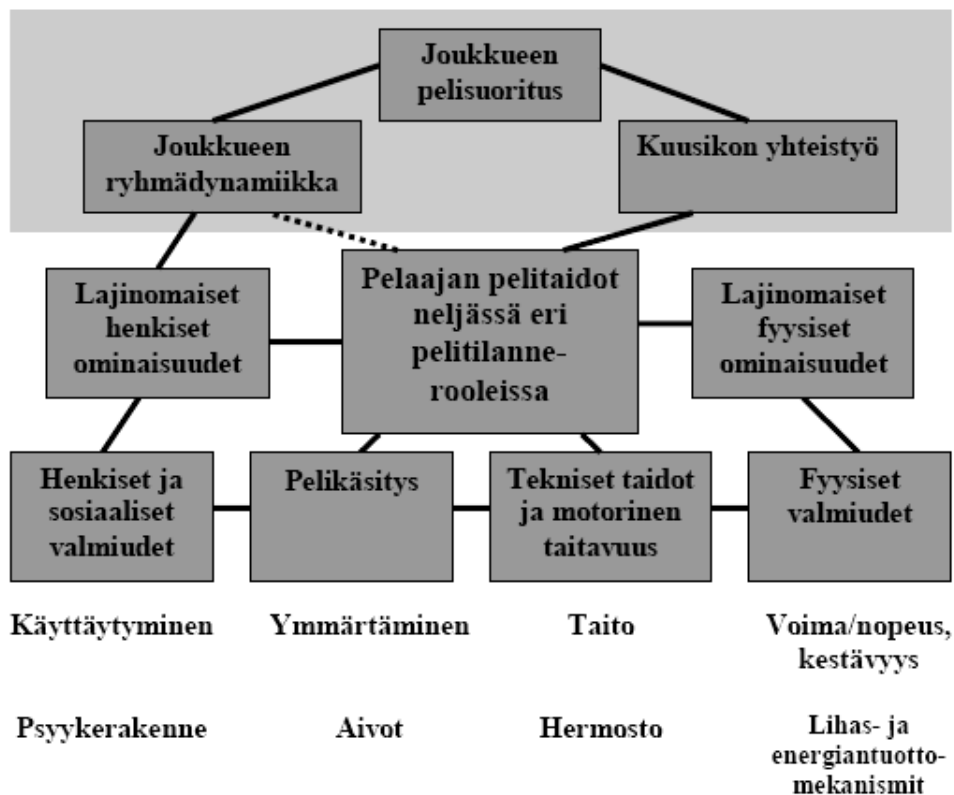 Joukkueen
pelisuoritus
Joukkueen
ryhmädynamiikka
Kuusikon yhteistyö
Lajinomaiset
henkiset
ominaisuudet
Pelaajan pelitaidot
neljässä eri
pelitilanne-
rooleissa
Lajinomaiset
fyysiset
ominaisuudet
Henkiset ja
sosiaaliset
valmiudet
Pelikäsitys
Tekniset taidot
ja motorinen
taitavuus
Fyysiset
valmiudet
Käyttäytyminen
Ymmärtäminen
Taito
Voima/nopeus,
kestävyys
Psyykerakenne
Aivot
Hermosto
Lihas- ja
energiantuotto-
mekanismit